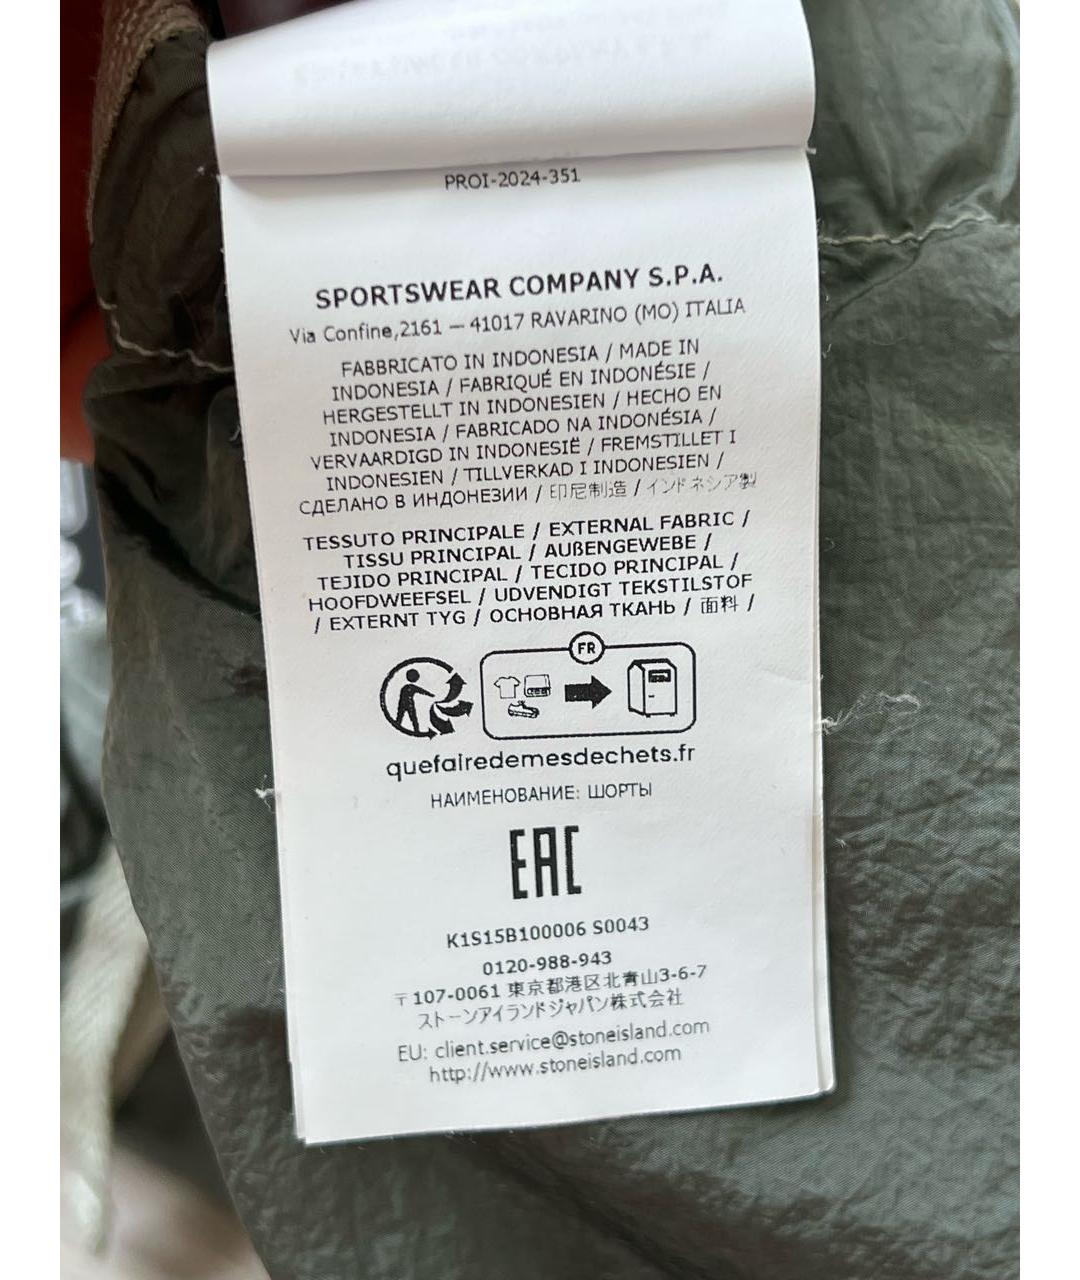 PROI-2024-351
SPORTSWEAR COMPANY S.P.A.
Via Confine,2161 – 41017 RAVARINO (MO) ITALIA
FABBRICATO IN INDONESIA / MADE IN
INDONESIA / FABRIQUÉ EN INDONÉSIE /
HERGESTELLT IN INDONESIEN / HECHO EN
INDONESIA / FABRICADO NA INDONÉSIA /
VERVAARDIGD IN INDONESIË / FREMSTILLET I
INDONESIEN / TILLVERKAD I INDONESIEN /
СДЕЛАНО В ИНДОНЕЗИИ / 印尼制造 / インドネシア製
TESSUTO PRINCIPALE / EXTERNAL FABRIC /
TISSU PRINCIPAL / AUßENGEWEBE /
TEJIDO PRINCIPAL / TECIDO PRINCIPAL /
HOOFDWEEFSEL / UDVENDIGT TEKSTILSTOF
/ EXTERNT TYG / ОСНОВНАЯ ТКАНЬ / 面料 /
FR
quefairedemesdechets.fr
НАИМЕНОВАНИЕ: ШОРТЫ
EAC
K1S15B100006 S0043
0120-988-943
〒107-0061 東京都港区北青山3-6-7
ストーンアイランドジャパン株式会社
EU: client.service@stoneisland.com
http://www.stoneisland.com